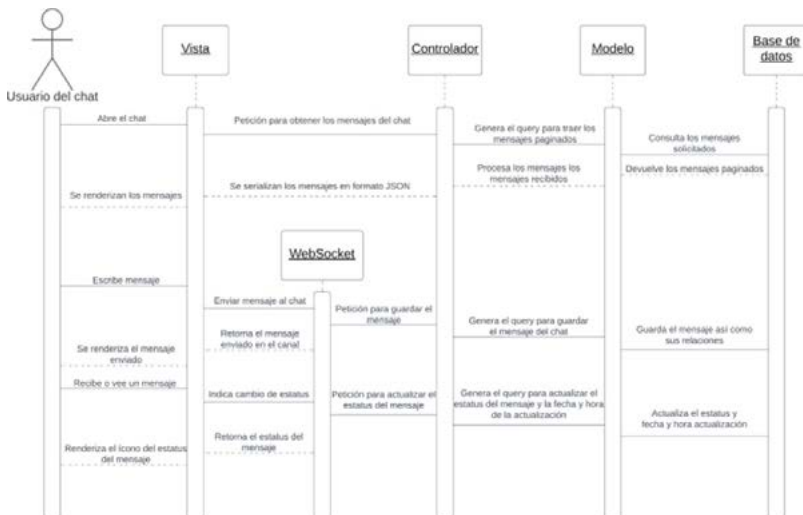 Vista
Controlador
Modelo
Base de
datos
Usuario del chat
Abre el chat
Petición para obtener los mensajes del chat
Genera el query para traer los
mensajes paginados
Consulta los mensajes
solicitados
Devuelve los mensajes paginados
Procesa los mensajes los
mensajes recibidos
Se serializan los mensajes en formato JSON
Se renderizan los mensajes
WebSocket
Escribe mensaje
Enviar mensaje al chat
Petición para guardar el
mensaje
Genera el query para guardar
el mensaje del chat
Guarda el mensaje así como
sus relaciones
Retorna el mensaje
enviado en el canal
Se renderiza el mensaje
enviado
Recibe o vee un mensaje
Indica cambio de estatus
Petición para actualizar el
estatus del mensaje
Genera el query para actualizar el
estatus del mensaje y la fecha y hora
de la actualización
Actualiza el estatus y
fecha y hora actualización
Retorna el estatus del
mensaje
Renderiza el ícono del estatus
del mensaje